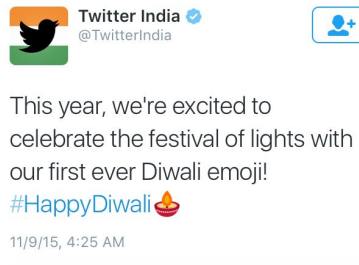 Twitter India
@TwitterIndia
This year, we're excited to
celebrate the festival of lights with
our first ever Diwali emoji!
#HappyDiwali
11/9/15, 4:25 AM